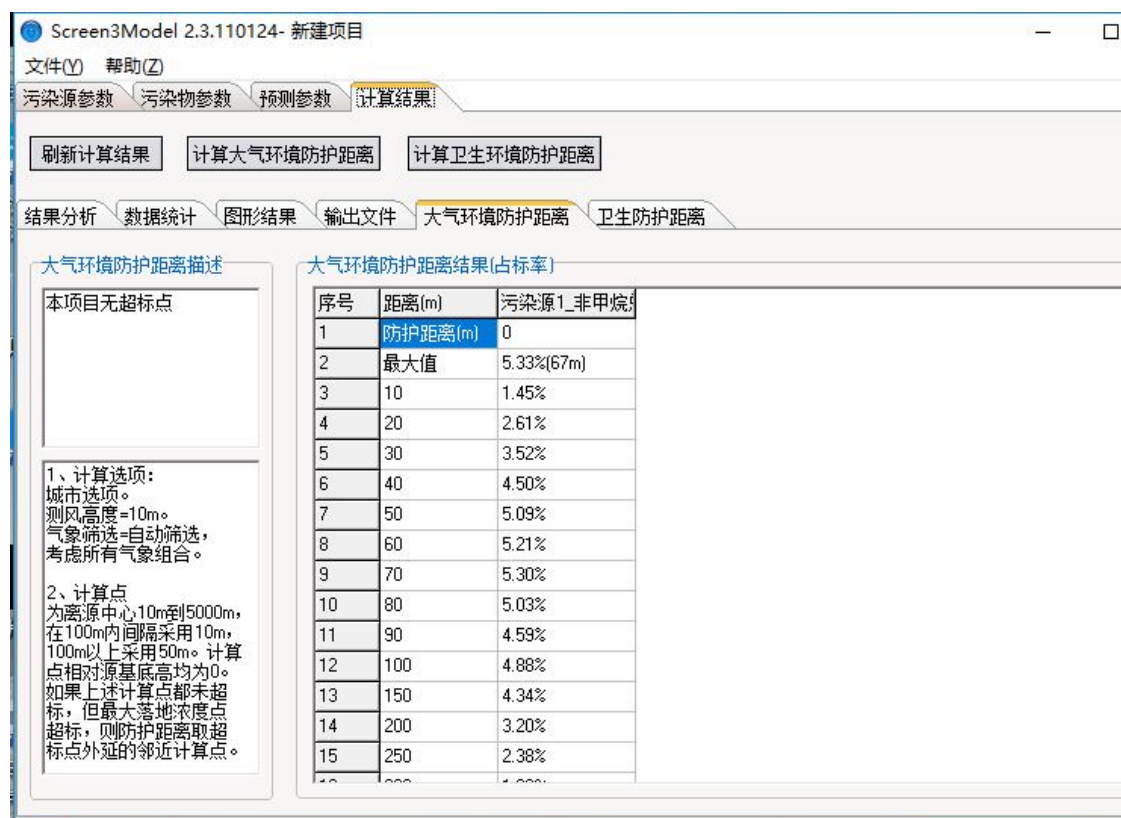 Screen3Model 2.3.110124- 新建项目
文件(Y) 帮助(Z)
污染源参数 污染物参数 预测参数 计算结果
刷新计算结果 计算大气环境防护距离 计算卫生环境防护距离
结果分析 数据统计 图形结果 输出文件 大气环境防护距离 卫生防护距离
大气环境防护距离描述
本项目无超标点
1、计算选项:
城市选项。
测风高度=10m。
气象筛选=自动筛选,
考虑所有气象组合。
2、计算点
为离源中心10m到5000m,
在100m内间隔采用10m,
100m以上采用50m。计算
点相对源基底高均为0。
如果上述计算点都未超
标,但最大落地浓度点
超标,则防护距离取超
标点外延的邻近计算点。
大气环境防护距离结果(占标率)
序号 距离(m) 污染源1_非甲烷
1 防护距离(m) 0
2 最大值 5.33%(67m)
3 10 1.45%
4 20 2.61%
5 30 3.52%
6 40 4.50%
7 50 5.09%
8 60 5.21%
9 70 5.30%
10 80 5.03%
11 90 4.59%
12 100 4.88%
13 150 4.34%
14 200 3.20%
15 250 2.38%